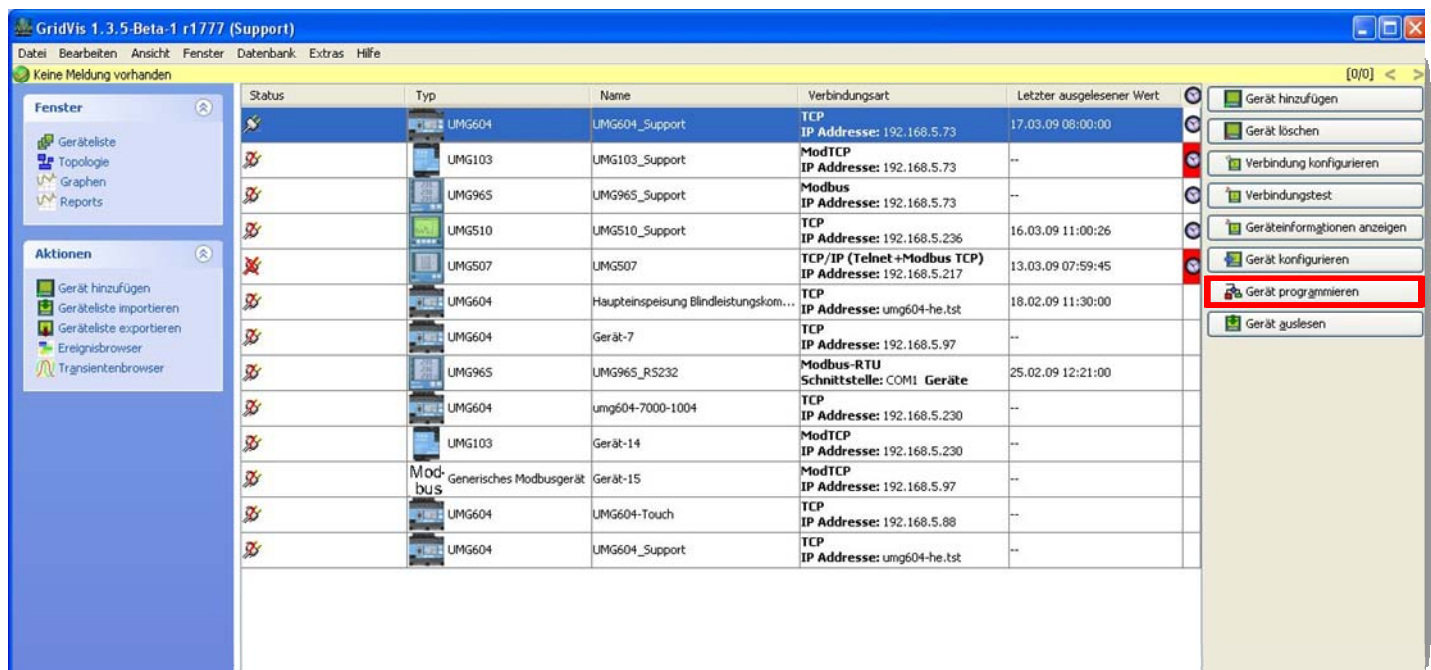 GridVis 1.3.5-Beta-1 r1777 (Support)
Datei Bearbeiten Ansicht Fenster Datenbank Extras Hilfe
Keine Meldung vorhanden [0/0] < >
Fenster
Geräteliste
Topologie
Graphen
Reports
Aktionen
Gerät hinzufügen
Geräteliste importieren
Geräteliste exportieren
Ereignisbrowser
Transientenbrowser
Status Typ Name Verbindungsart Letzter ausgelesener Wert
UMG604 UMG604_Support TCP 17.03.09 08:00:00
IP Addresse: 192.168.5.73
UMG103 UMG103_Support ModTCP --
IP Addresse: 192.168.5.73
UMG96S UMG96S_Support Modbus --
IP Addresse: 192.168.5.73
UMG510 UMG510_Support TCP 16.03.09 11:00:26
IP Addresse: 192.168.5.236
UMG507 UMG507 TCP/IP (Telnet+Modbus TCP) 13.03.09 07:59:45
IP Addresse: 192.168.5.217
UMG604 Haupteinspeisung Blindleistungskom... TCP 18.02.09 11:30:00
IP Addresse: umg604-he.tst
UMG604 Gerät-7 TCP --
IP Addresse: 192.168.5.97
UMG96S UMG96S_RS232 Modbus-RTU 25.02.09 12:21:00
Schnittstelle: COM1 Geräte
UMG604 umg604-7000-1004 TCP --
IP Addresse: 192.168.5.230
UMG103 Gerät-14 ModTCP --
IP Addresse: 192.168.5.230
Mod-bus Generisches Modbusgerät Gerät-15 ModTCP --
IP Addresse: 192.168.5.97
UMG604 UMG604-Touch TCP --
IP Addresse: 192.168.5.88
UMG604 UMG604_Support TCP --
IP Addresse: umg604-he.tst
Gerät hinzufügen
Gerät löschen
Verbindung konfigurieren
Verbindungstest
Geräteinformationen anzeigen
Gerät konfigurieren
Gerät programmieren
Gerät auslesen